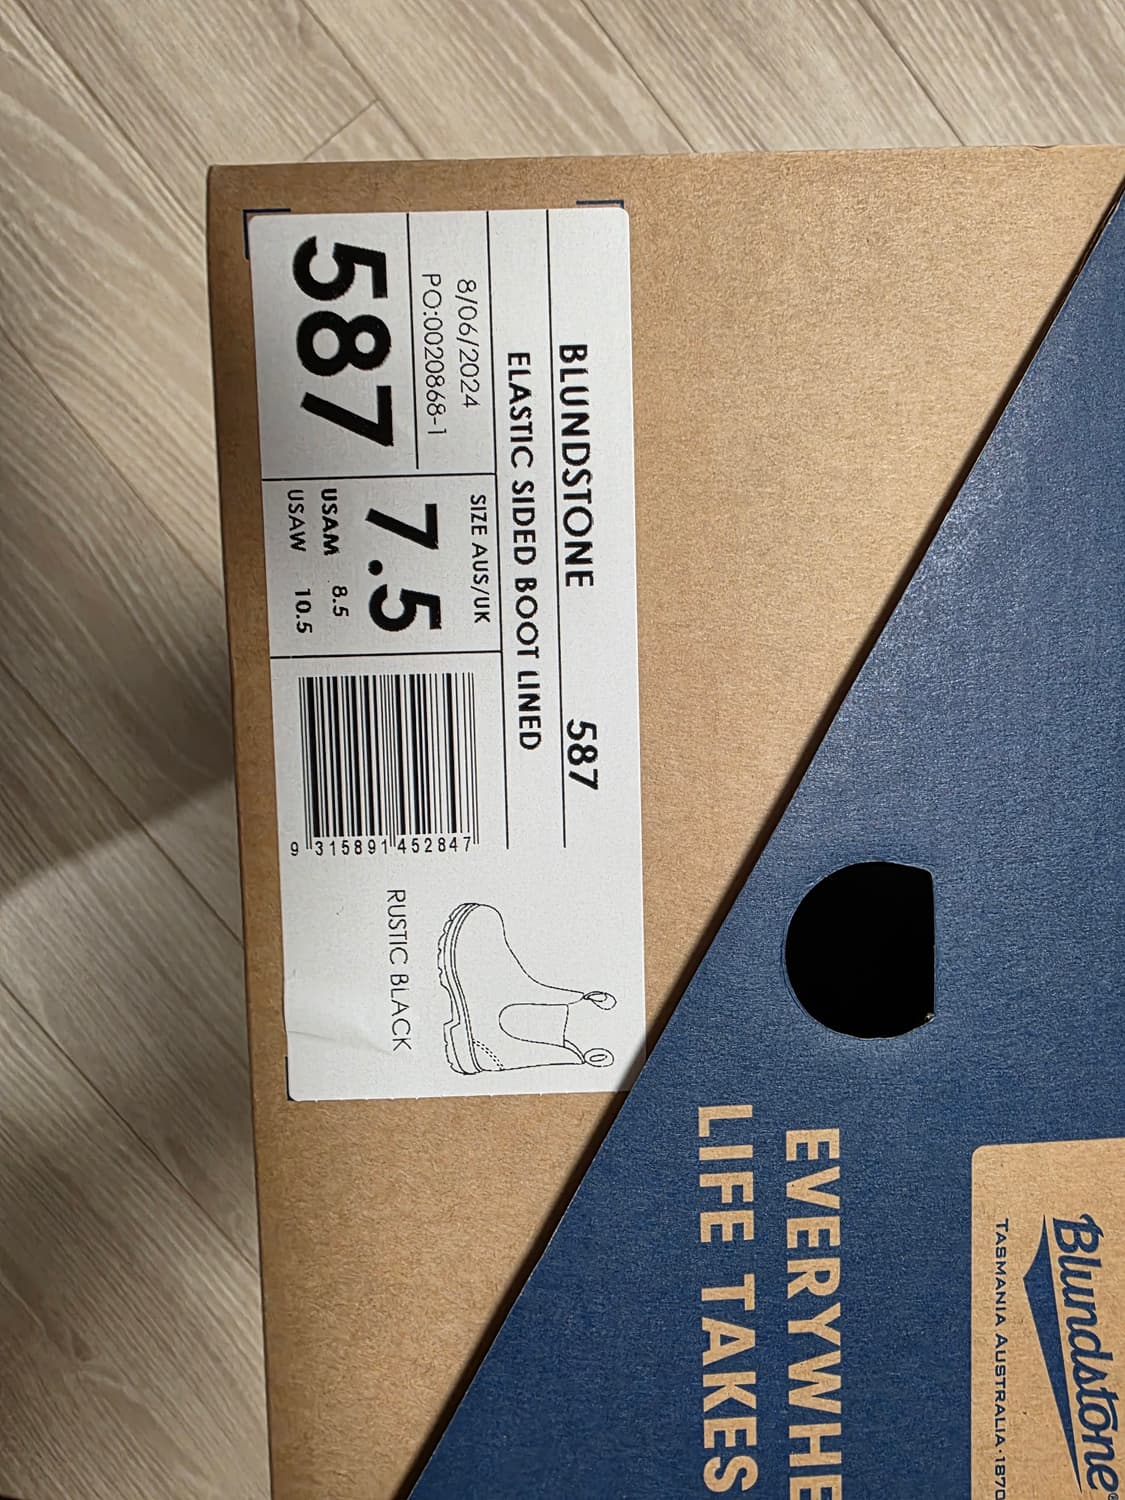 BLUNDSTONE 587
ELASTIC SIDED BOOT LINED
8/06/2024
PO:0020868-1
587
SIZE AUS/UK
7.5
USAM 8.5
USAW 10.5
9 315891 452847
RUSTIC BLACK
Blundstone®
TASMANIA AUSTRALIA·1870
EVERYWHE
LIFE TAKES